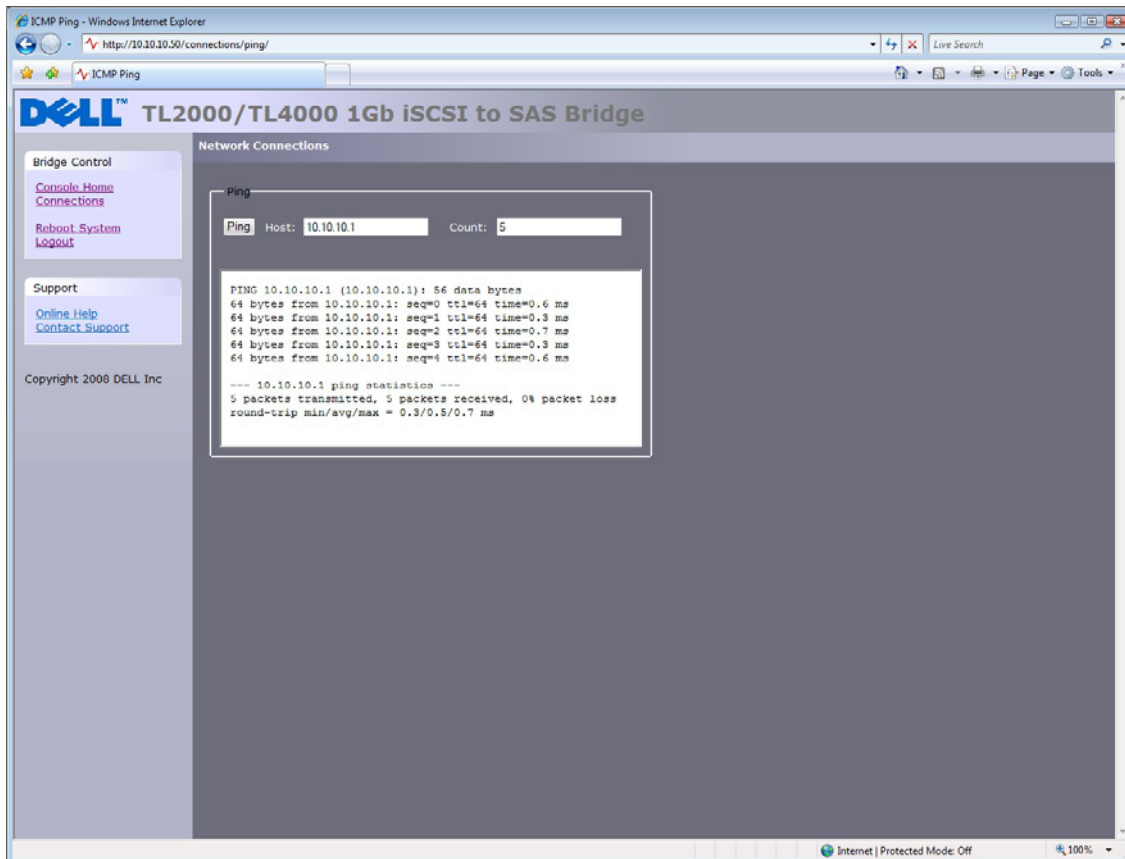 ICMP Ping - Windows Internet Explorer
http://10.10.10.50/connections/ping/
Live Search
ICMP Ping
Page
Tools
DELL™ TL2000/TL4000 1Gb iSCSI to SAS Bridge
Network Connections
Bridge Control
Console Home
Connections
Reboot System
Logout
Support
Online Help
Contact Support
Copyright 2008 DELL Inc
Ping
Ping Host: 10.10.10.1 Count: 5
PING 10.10.10.1 (10.10.10.1): 56 data bytes
64 bytes from 10.10.10.1: seq=0 ttl=64 time=0.6 ms
64 bytes from 10.10.10.1: seq=1 ttl=64 time=0.3 ms
64 bytes from 10.10.10.1: seq=2 ttl=64 time=0.7 ms
64 bytes from 10.10.10.1: seq=3 ttl=64 time=0.3 ms
64 bytes from 10.10.10.1: seq=4 ttl=64 time=0.6 ms
--- 10.10.10.1 ping statistics ---
5 packets transmitted, 5 packets received, 0% packet loss
round-trip min/avg/max = 0.3/0.5/0.7 ms
Internet | Protected Mode: Off
100%